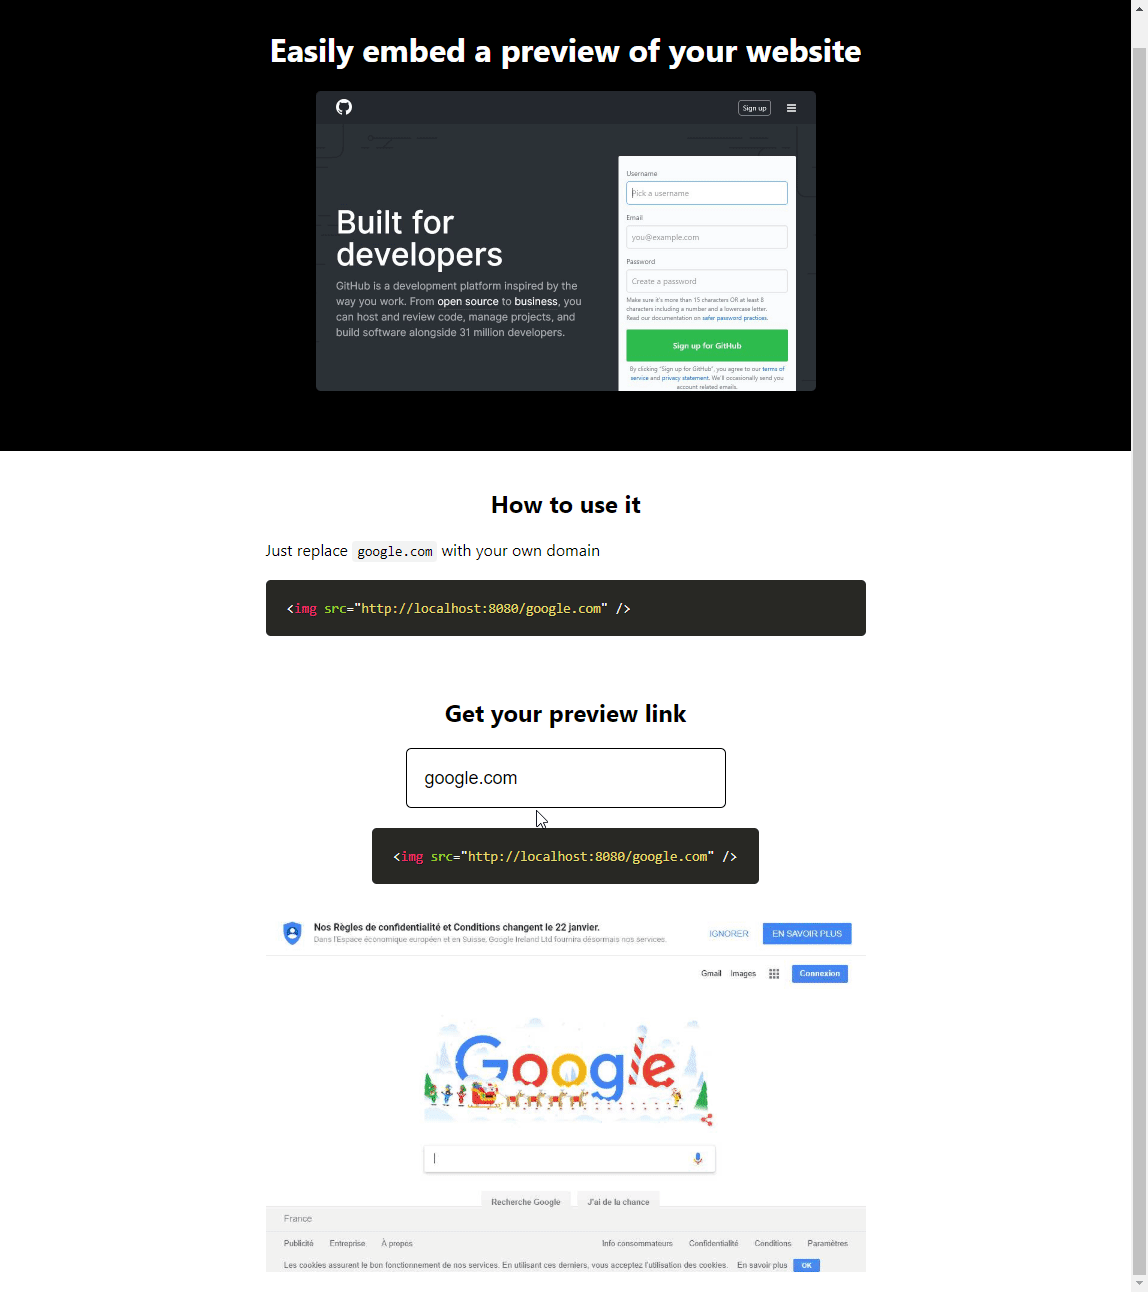 Easily embed a preview of your website
Sign up
Built for
developers
GitHub is a development platform inspired by the
way you work. From open source to business, you
can host and review code, manage projects, and
build software alongside 31 million developers.
Username
Pick a username
Email
you@example.com
Password
Create a password
Make sure it's more than 15 characters OR at least 8
characters including a number and a lowercase letter.
Read our documentation on safer password practices.
Sign up for GitHub
By clicking "Sign up for GitHub", you agree to our terms of
service and privacy statement. We'll occasionally send you
account related emails.
How to use it
Just replace google.com with your own domain
<img src="http://localhost:8080/google.com" />
Get your preview link
google.com
<img src="http://localhost:8080/google.com" />
Nos Règles de confidentialité et Conditions changent le 22 janvier.
Dans l'Espace économique européen et en Suisse, Google Ireland Ltd fournira désormais nos services.
IGNORER EN SAVOIR PLUS
Gmail Images Connexion
Google
Recherche Google J'ai de la chance
France
Publicité Entreprise À propos Info consommateurs Confidentialité Conditions Paramètres
Les cookies assurent le bon fonctionnement de nos services. En utilisant ces derniers, vous acceptez l'utilisation des cookies. En savoir plus OK